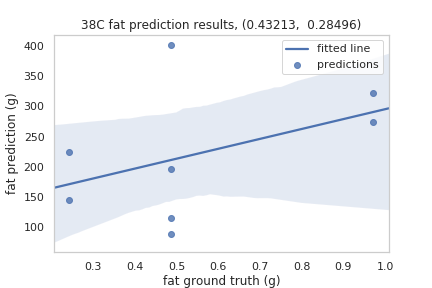 38C fat prediction results, (0.43213,  0.28496)
fitted line
predictions
400
350
300
250
200
150
100
fat prediction (g)
0.3 0.4 0.5 0.6 0.7 0.8 0.9 1.0
fat ground truth (g)